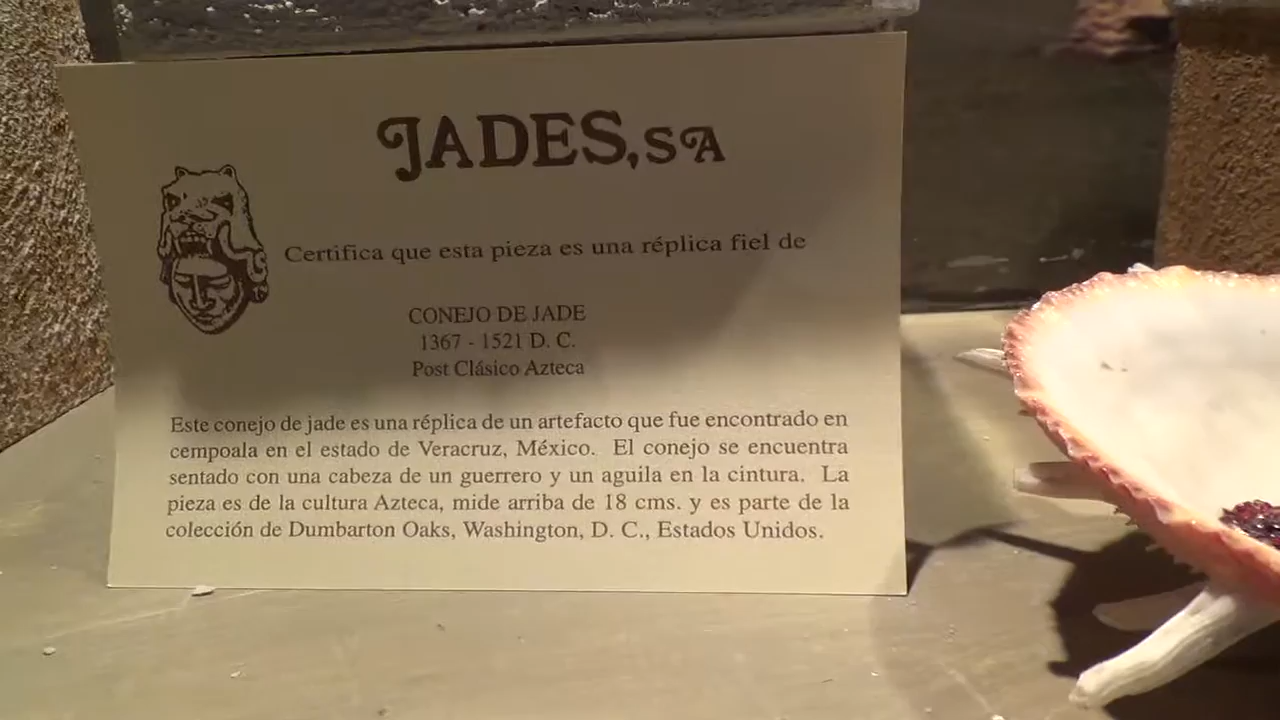 JADES, SA
Certifica que esta pieza es una réplica fiel de
CONEJO DE JADE
1367 - 1521 D. C.
Post Clásico Azteca
Este conejo de jade es una réplica de un artefacto que fue encontrado en
cempoala en el estado de Veracruz, México. El conejo se encuentra
sentado con una cabeza de un guerrero y un aguila en la cintura. La
pieza es de la cultura Azteca, mide arriba de 18 cms. y es parte de la
colección de Dumbarton Oaks, Washington, D. C., Estados Unidos.